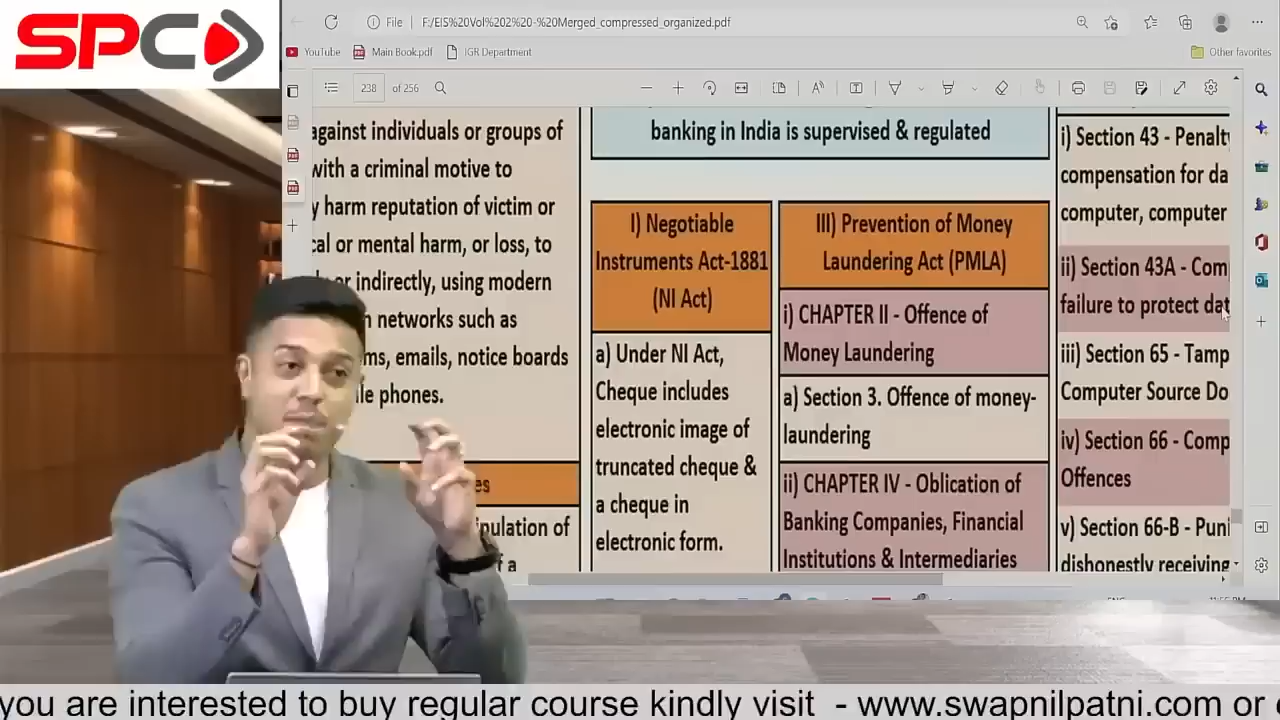 SPC
File
F:/EIS%20Vol%202%20-%20Merged_compressed_organized.pdf
YouTube
Main Book.pdf
IGR Department
Other favorites
238 of 256
against individuals or groups of
with a criminal motive to
harm reputation of victim or
or mental harm, or loss, to
or indirectly, using modern
networks such as
emails, notice boards
phones.
of
a
banking in India is supervised & regulated
I) Negotiable
Instruments Act-1881
(NI Act)
a) Under NI Act,
Cheque includes
electronic image of
truncated cheque &
a cheque in
electronic form.
III) Prevention of Money
Laundering Act (PMLA)
i) CHAPTER II - Offence of
Money Laundering
a) Section 3. Offence of money-
laundering
ii) CHAPTER IV - Oblication of
Banking Companies, Financial
Institutions & Intermediaries
i) Section 43 - Penalt
compensation for da
computer, computer
ii) Section 43A - Com
failure to protect dat
iii) Section 65 - Tamp
Computer Source Do
iv) Section 66 - Comp
Offences
v) Section 66-B - Puni
dishonestly receiving
you are interested to buy regular course kindly visit - www.swapnilpatni.com or